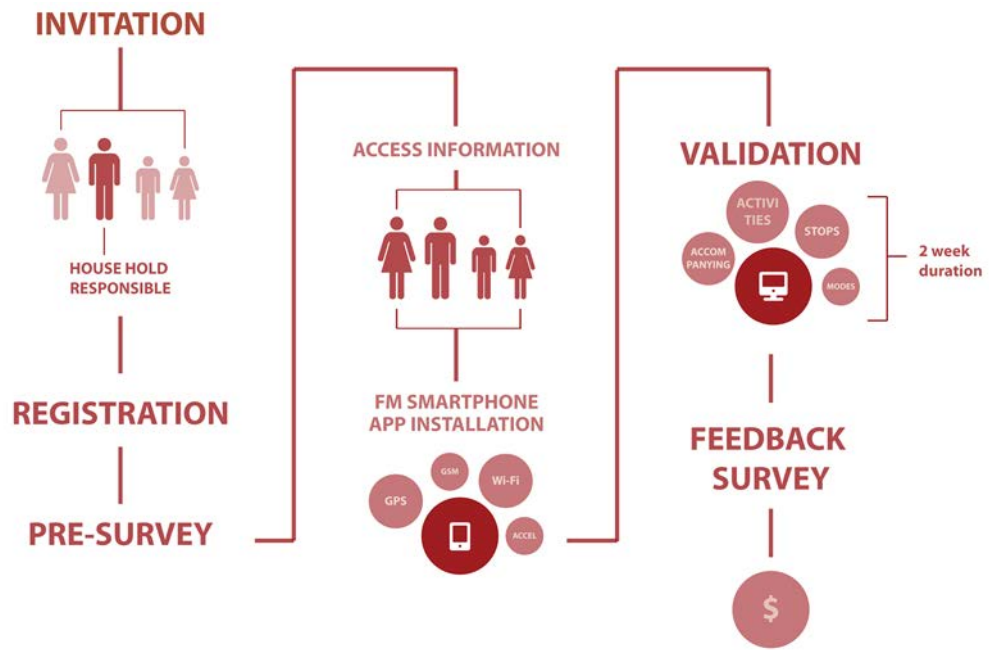 INVITATION
HOUSE HOLD
RESPONSIBLE
REGISTRATION
PRE-SURVEY
ACCESS INFORMATION
FM SMARTPHONE
APP INSTALLATION
GSM
Wi-Fi
GPS
ACCEL
VALIDATION
ACTIVI
TIES
STOPS
ACCOM
PANYING
MODES
2 week
duration
FEEDBACK
SURVEY
$